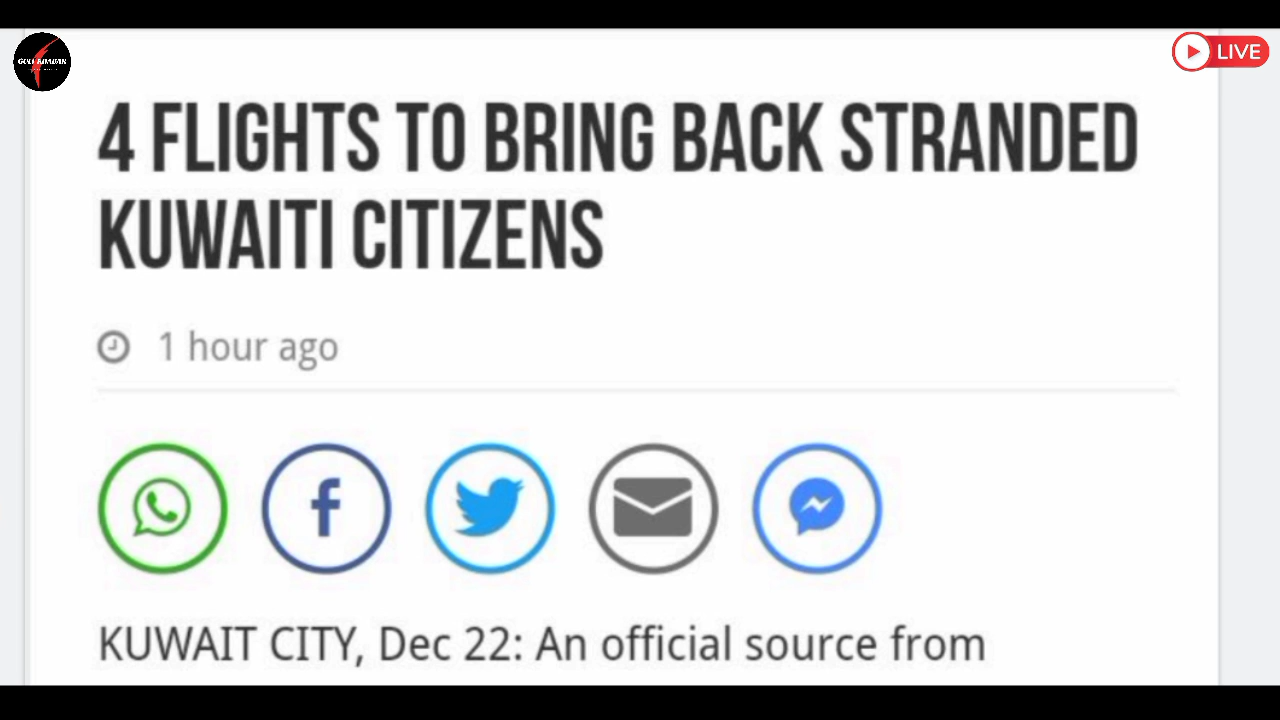 LIVE
4 FLIGHTS TO BRING BACK STRANDED
KUWAITI CITIZENS
1 hour ago
KUWAIT CITY, Dec 22: An official source from